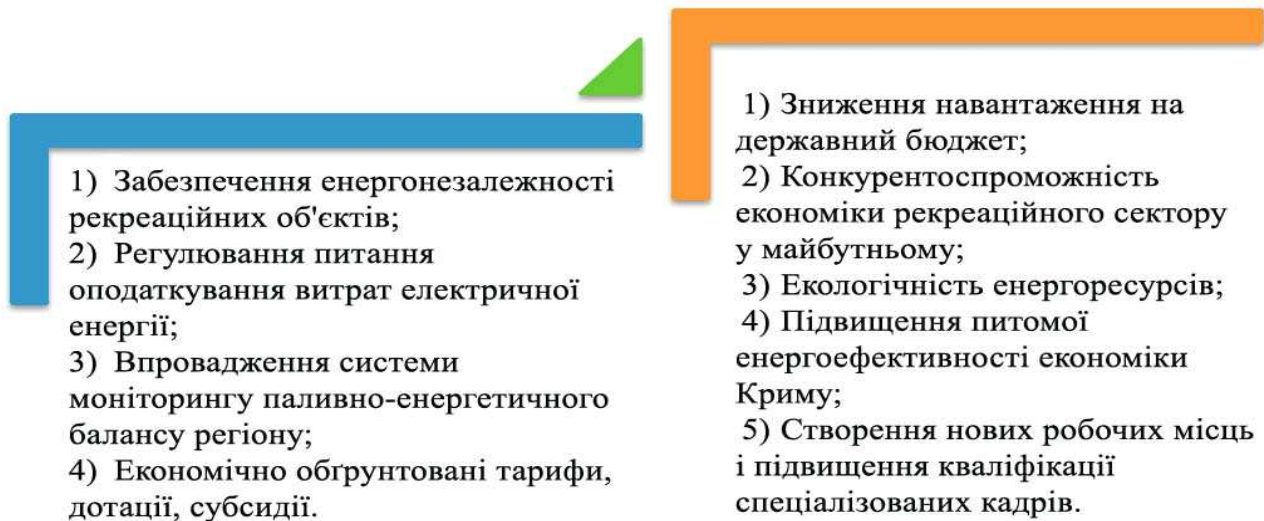 1) Забезпечення енергонезалежності
рекреаційних об'єктів;
2) Регулювання питання
оподаткування витрат електричної
енергії;
3) Впровадження системи
моніторингу паливно-енергетичного
балансу регіону;
4) Економічно обґрунтовані тарифи,
дотації, субсидії.
1) Зниження навантаження на
державний бюджет;
2) Конкурентоспроможність
економіки рекреаційного сектору
у майбутньому;
3) Екологічність енергоресурсів;
4) Підвищення питомої
енергоефективності економіки
Криму;
5) Створення нових робочих місць
і підвищення кваліфікації
спеціалізованих кадрів.